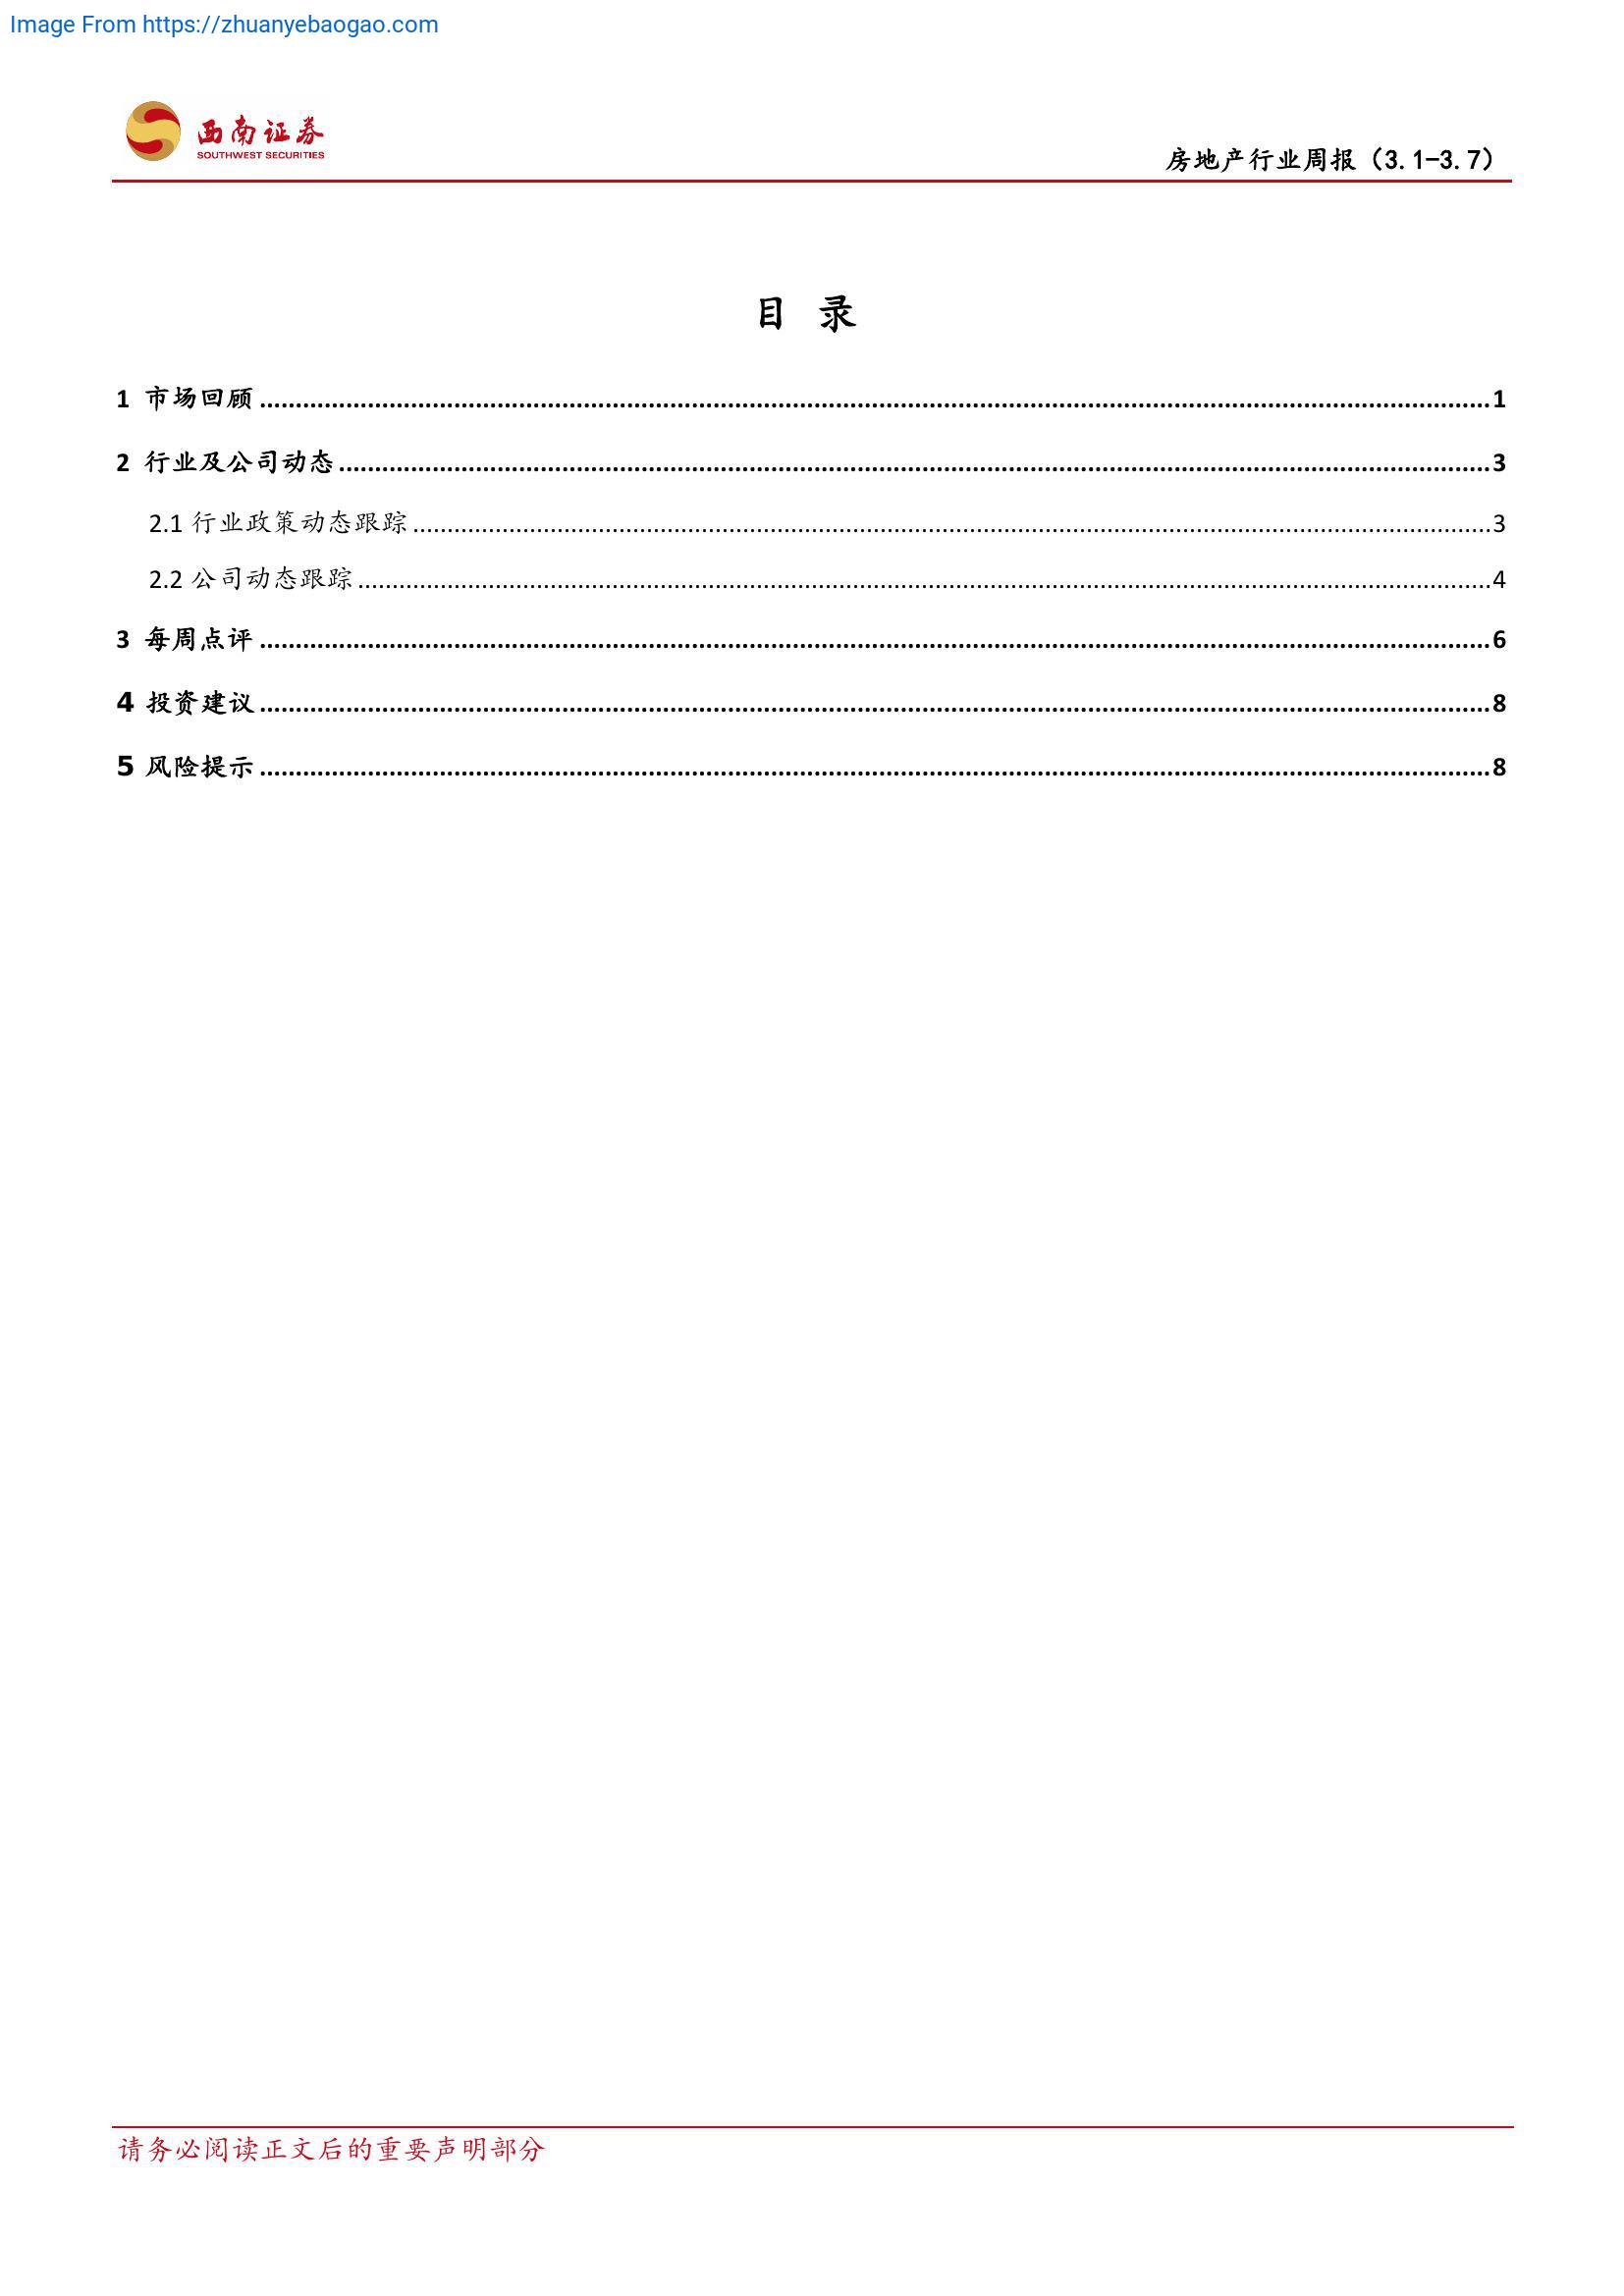 Image From https://zhuanyebaogao.com
西南证券
SOUTHWEST SECURITIES
房地产行业周报（3.1-3.7）
目 录
1 市场回顾 ........ 1
2 行业及公司动态 ........ 3
2.1 行业政策动态跟踪 ........ 3
2.2 公司动态跟踪 ........ 4
3 每周点评 ........ 6
4 投资建议 ........ 8
5 风险提示 ........ 8
请务必阅读正文后的重要声明部分